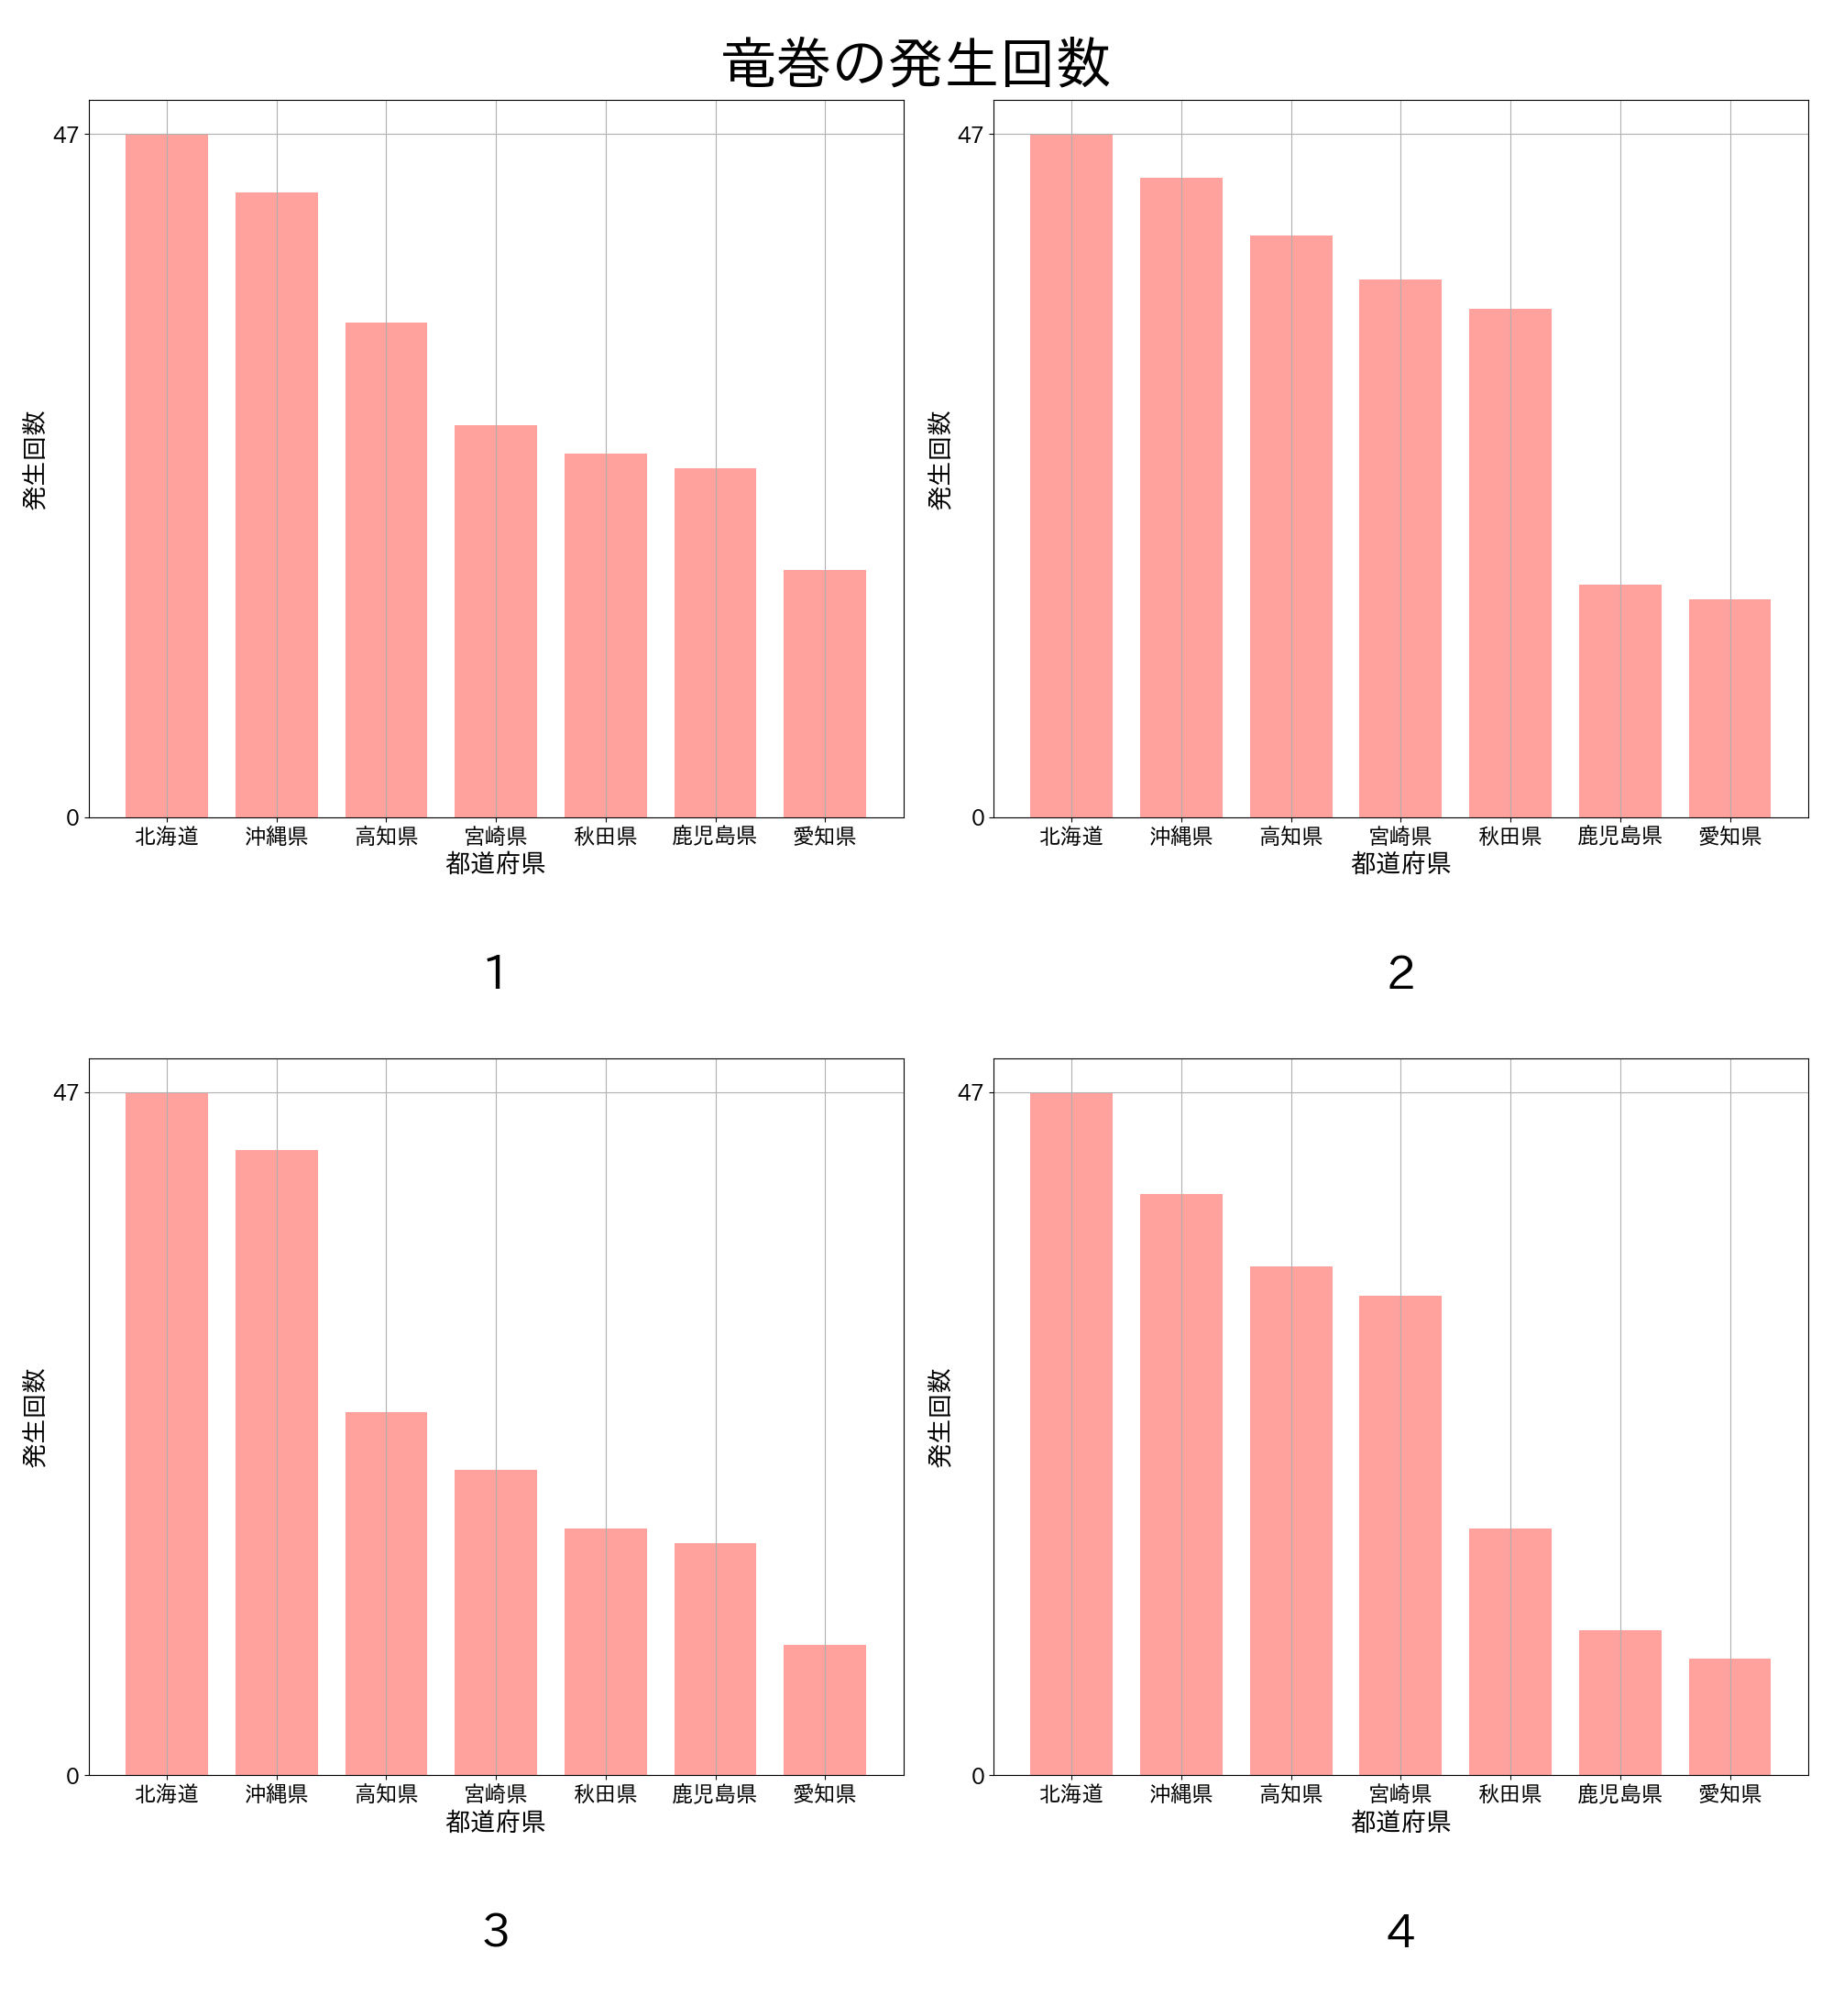 竜巻の発生回数
47
0
発生回数
北海道 沖縄県 高知県 宮崎県 秋田県 鹿児島県 愛知県
都道府県
1
47
0
発生回数
北海道 沖縄県 高知県 宮崎県 秋田県 鹿児島県 愛知県
都道府県
2
47
0
発生回数
北海道 沖縄県 高知県 宮崎県 秋田県 鹿児島県 愛知県
都道府県
3
47
0
発生回数
北海道 沖縄県 高知県 宮崎県 秋田県 鹿児島県 愛知県
都道府県
4